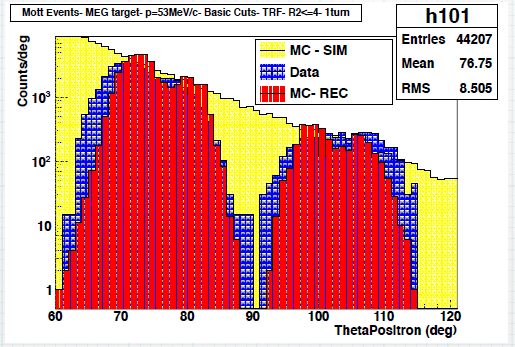 Mott Events- MEG target- p=53MeV/c- Basic Cuts- TRF- R2<=4- 1turn
h101
Entries 44207
Mean 76.75
RMS 8.505
Counts/deg
MC - SIM
Data
MC- REC
10³
10²
10
1
60 70 80 90 100 110 120
ThetaPositron (deg)